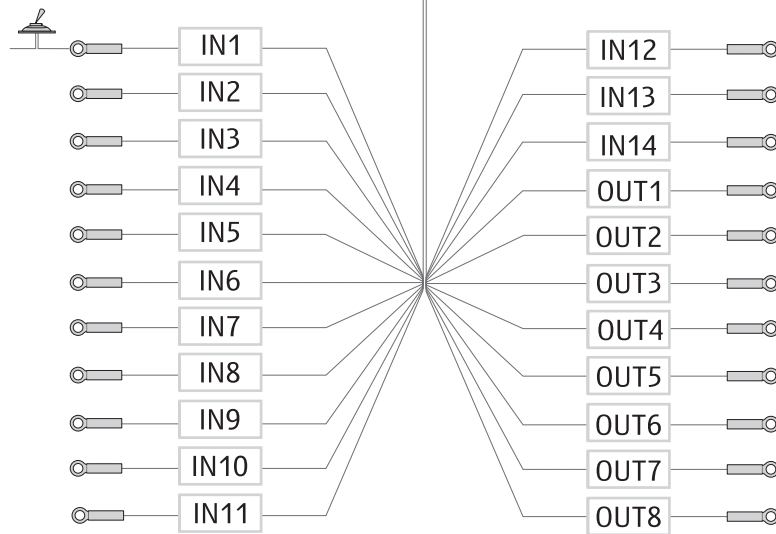 IN1
IN2
IN3
IN4
IN5
IN6
IN7
IN8
IN9
IN10
IN11
IN12
IN13
IN14
OUT1
OUT2
OUT3
OUT4
OUT5
OUT6
OUT7
OUT8